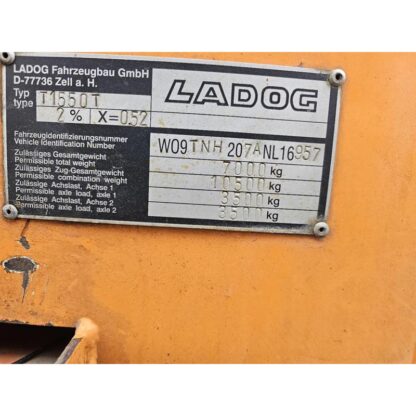 LADOG Fahrzeugbau GmbH
D-77736 Zell a. H.
LADOG
Typ
type
T1550T
2% X=0,52
Fahrzeugidentifizierungsnummer
Vehicle Identification Number
W09TNH207ANL16957
Zulässiges Gesamtgewicht
Permissible total weight
7000 kg
Zulässiges Zug-Gesamtgewicht
Permissible combination weight
10500 kg
Zulässige Achslast, Achse 1
Permissible axle load, axle 1
3500 kg
Zulässige Achslast, Achse 2
Permissible axle load, axle 2
3500 kg